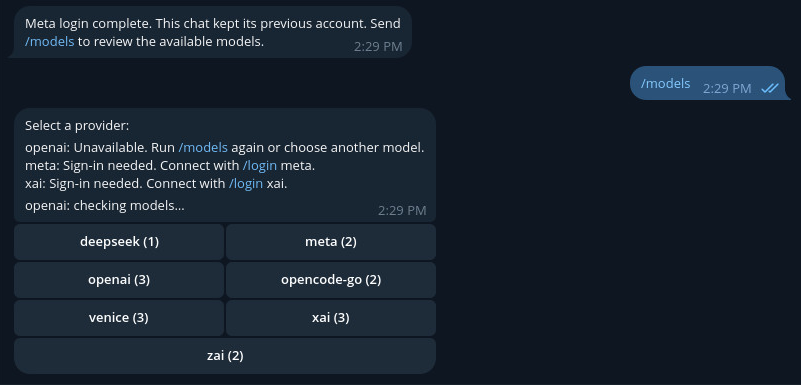 Meta login complete. This chat kept its previous account. Send
/models to review the available models.
2:29 PM
/models
2:29 PM
Select a provider:
openai: Unavailable. Run /models again or choose another model.
meta: Sign-in needed. Connect with /login meta.
xai: Sign-in needed. Connect with /login xai.
openai: checking models...
2:29 PM
deepseek (1)
meta (2)
openai (3)
opencode-go (2)
venice (3)
xai (3)
zai (2)